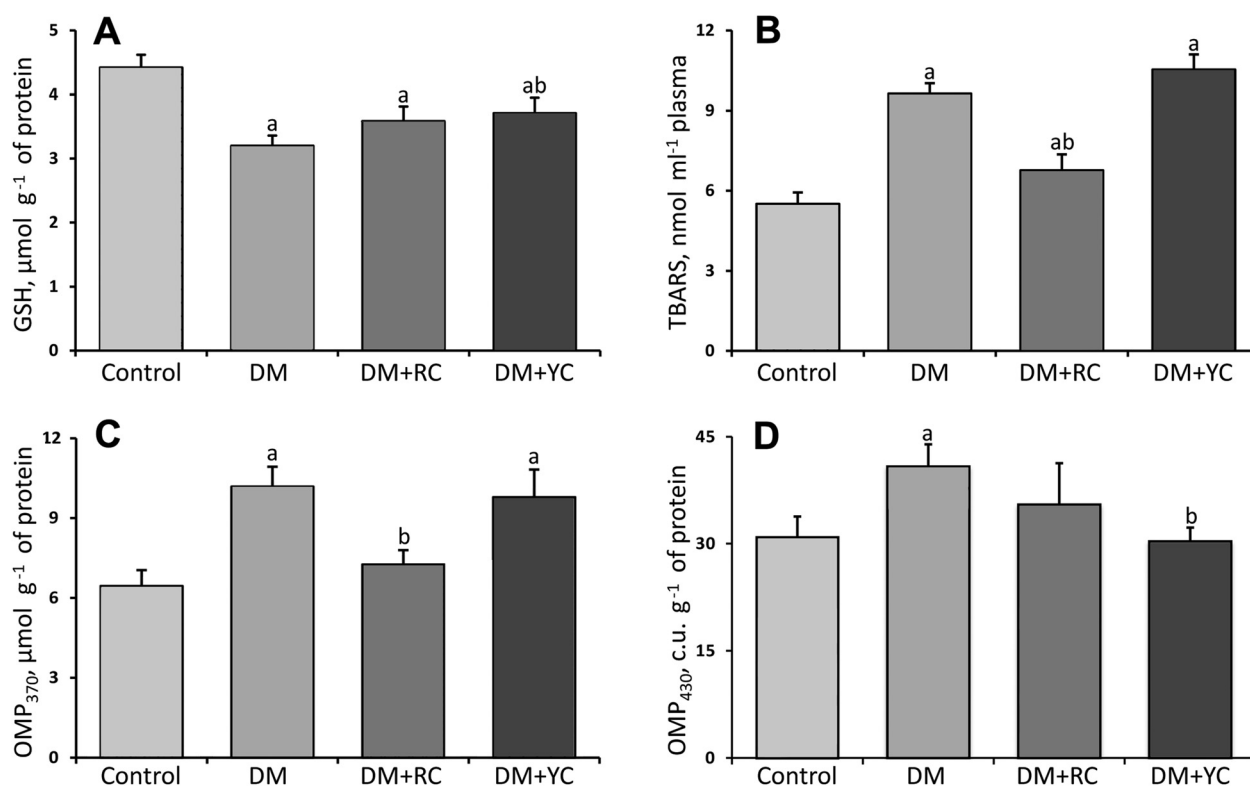 A
GSH, µmol g⁻¹ of protein
5
4
3
2
1
0
a
a
ab
Control DM DM+RC DM+YC
B
TBARS, nmol ml⁻¹ plasma
12
9
6
3
0
a
ab
a
Control DM DM+RC DM+YC
C
OMP₃₇₀, µmol g⁻¹ of protein
12
9
6
3
0
a
b
a
Control DM DM+RC DM+YC
D
OMP₄₃₀, c.u. g⁻¹ of protein
45
30
15
0
a
b
Control DM DM+RC DM+YC